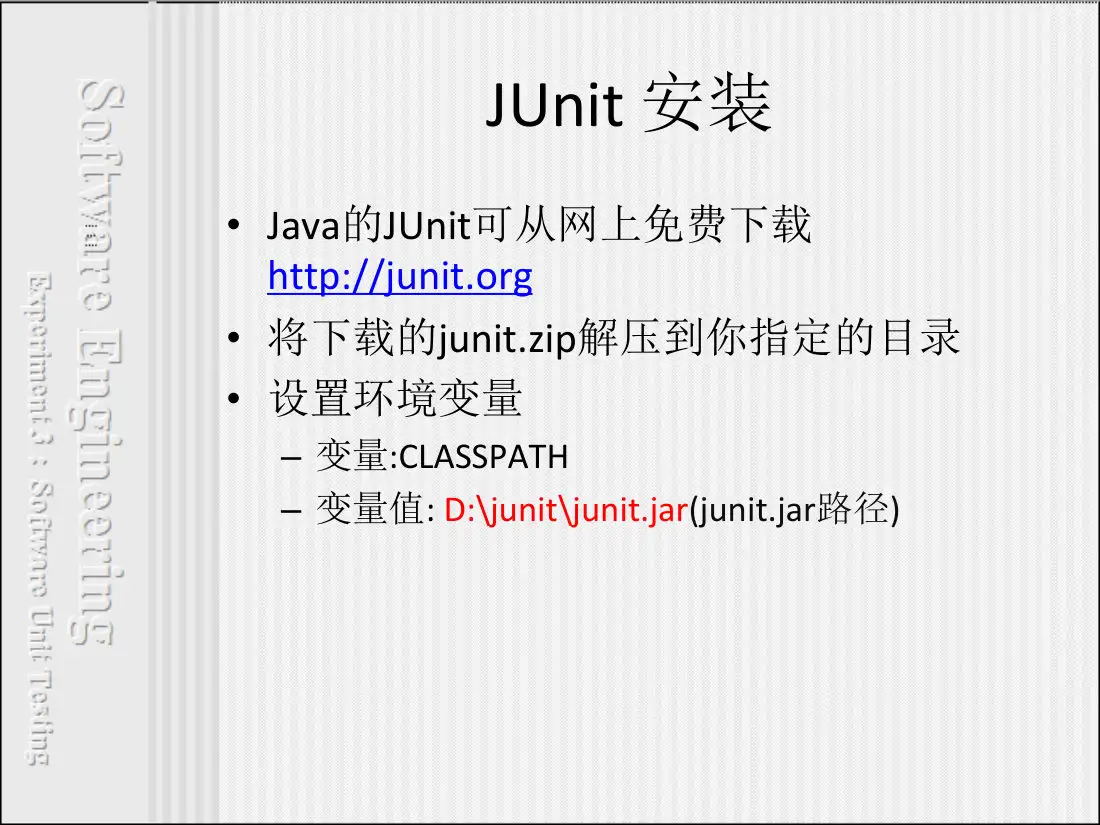 JUnit 安装
• Java的JUnit可从网上免费下载
http://junit.org
• 将下载的junit.zip解压到你指定的目录
• 设置环境变量
– 变量:CLASSPATH
– 变量值: D:\junit\junit.jar(junit.jar路径)
Software Engineering
Experiment 3 : Software Unit Testing